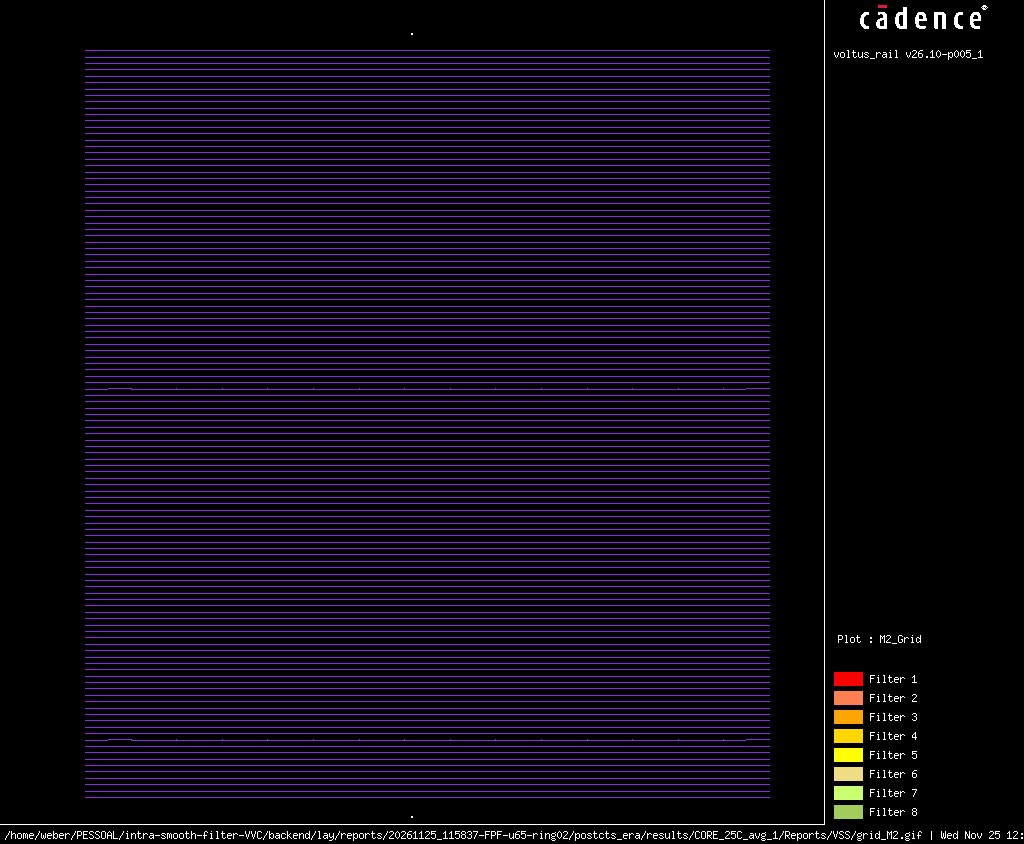 cādence®
voltus_rail v26.10-p005_1
Plot : M2_Grid
Filter 1
Filter 2
Filter 3
Filter 4
Filter 5
Filter 6
Filter 7
Filter 8
/home/weber/PESSOAL/intra-smooth-filter-VVC/backend/lay/reports/20261125_115837-FPF-u65-ring02/postcts_era/results/CORE_25C_avg_1/Reports/VSS/grid_M2.gif | Wed Nov 25 12: